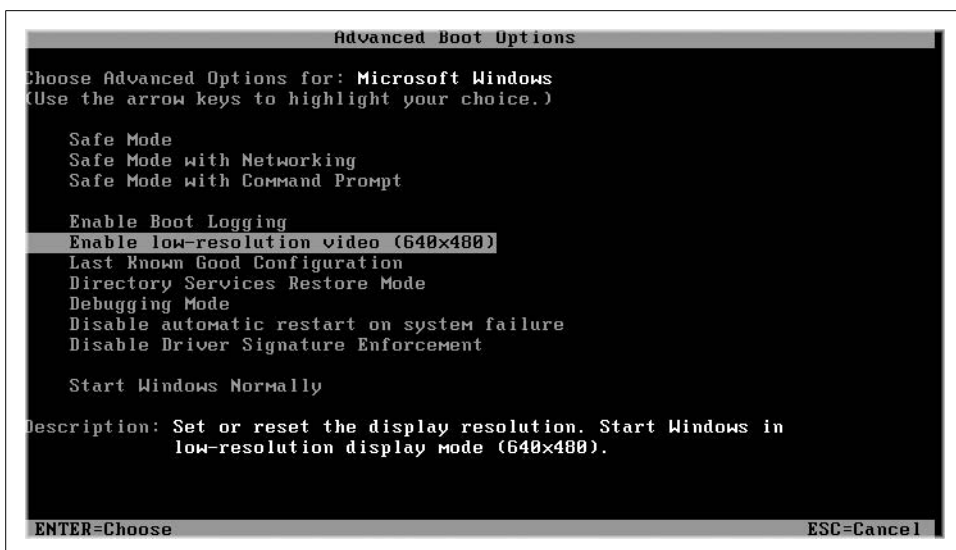 Advanced Boot Options
Choose Advanced Options for: Microsoft Windows
(Use the arrow keys to highlight your choice.)
Safe Mode
Safe Mode with Networking
Safe Mode with Command Prompt
Enable Boot Logging
Enable low-resolution video (640x480)
Last Known Good Configuration
Directory Services Restore Mode
Debugging Mode
Disable automatic restart on system failure
Disable Driver Signature Enforcement
Start Windows Normally
Description: Set or reset the display resolution. Start Windows in
low-resolution display mode (640x480).
ENTER=Choose ESC=Cancel